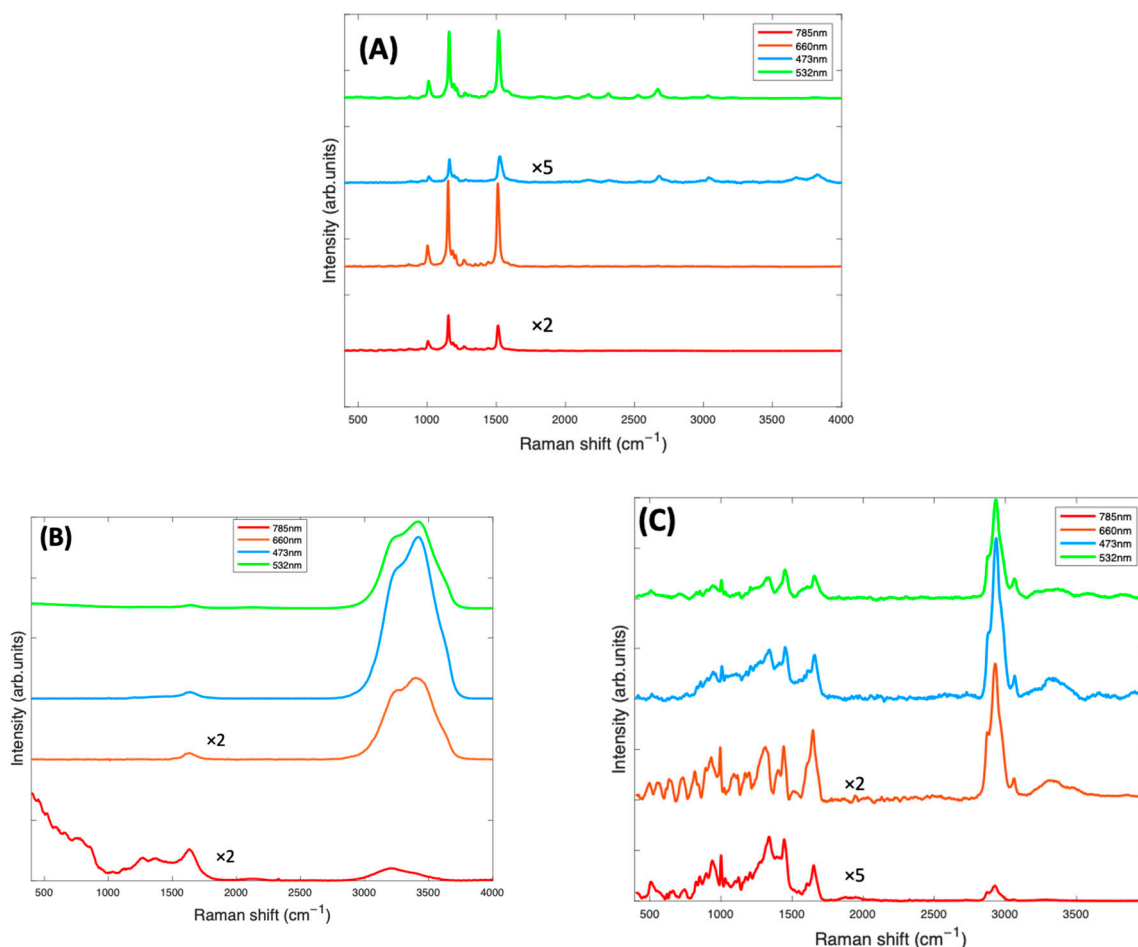 (A)
785nm
660nm
473nm
532nm
×5
×2
Intensity (arb.units)
500 1000 1500 2000 2500 3000 3500 4000
Raman shift (cm−1)
(B)
785nm
660nm
473nm
532nm
×2
×2
Intensity (arb.units)
500 1000 1500 2000 2500 3000 3500 4000
Raman shift (cm−1)
(C)
785nm
660nm
473nm
532nm
×2
×5
Intensity (arb.units)
500 1000 1500 2000 2500 3000 3500
Raman shift (cm−1)